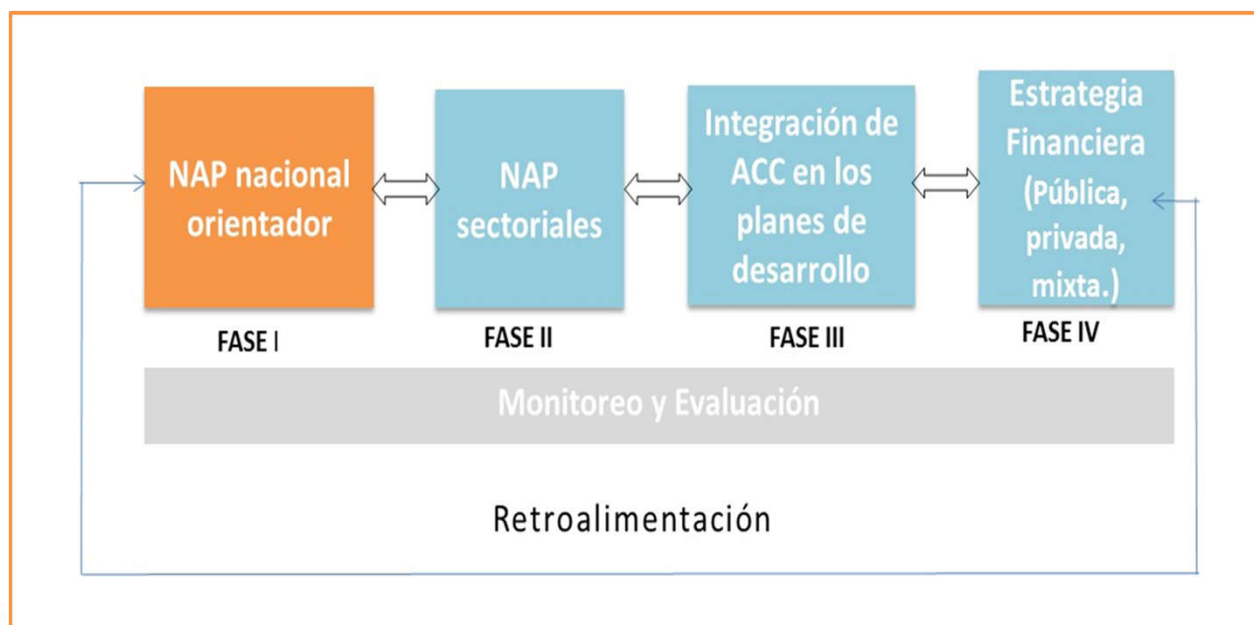 NAP nacional
orientador
NAP
sectoriales
Integración de
ACC en los
planes de
desarrollo
Estrategia
Financiera
(Pública,
privada,
mixta.)
FASE I
FASE II
FASE III
FASE IV
Monitoreo y Evaluación
Retroalimentación